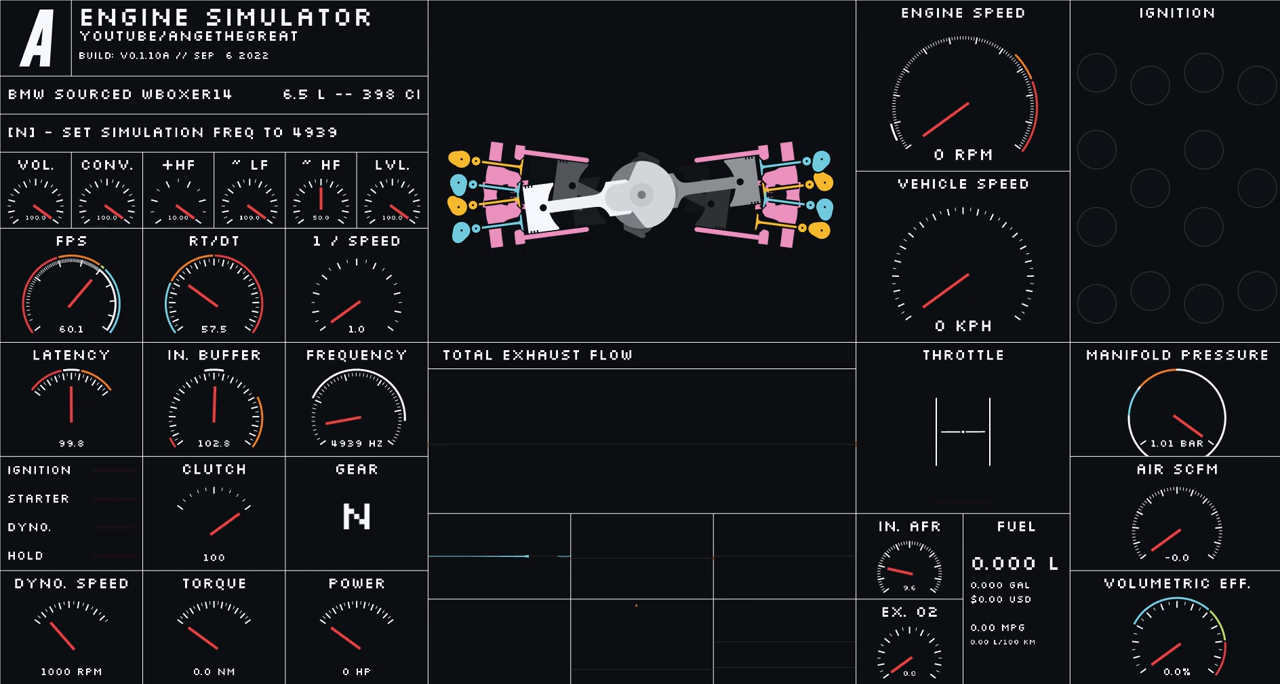 A
ENGINE SIMULATOR
YOUTUBE/ANGETHEGREAT
BUILD: V0.1.10A // SEP 6 2022
BMW SOURCED WBOXER14 6.5 L -- 398 CI
[N] - SET SIMULATION FREQ TO 4939
VOL. CONV. +HF ~ LF ~ HF LVL.
100.0 100.0 10.00 100.0 50.0 100.0
FPS RT/DT 1 / SPEED
60.1 57.5 1.0
LATENCY IN. BUFFER FREQUENCY
99.8 102.8 4939 HZ
IGNITION
STARTER
DYNO.
HOLD
CLUTCH
100
GEAR
N
DYNO. SPEED TORQUE POWER
1000 RPM 0.0 NM 0 HP
TOTAL EXHAUST FLOW
ENGINE SPEED
0 RPM
VEHICLE SPEED
0 KPH
IGNITION
THROTTLE
MANIFOLD PRESSURE
1.01 BAR
AIR SCFM
-0.0
IN. AFR
9.6
EX. O2
0.0
FUEL
0.000 L
0.000 GAL
$0.00 USD
0.00 MPG
0.00 L/100 KM
VOLUMETRIC EFF.
0.0%